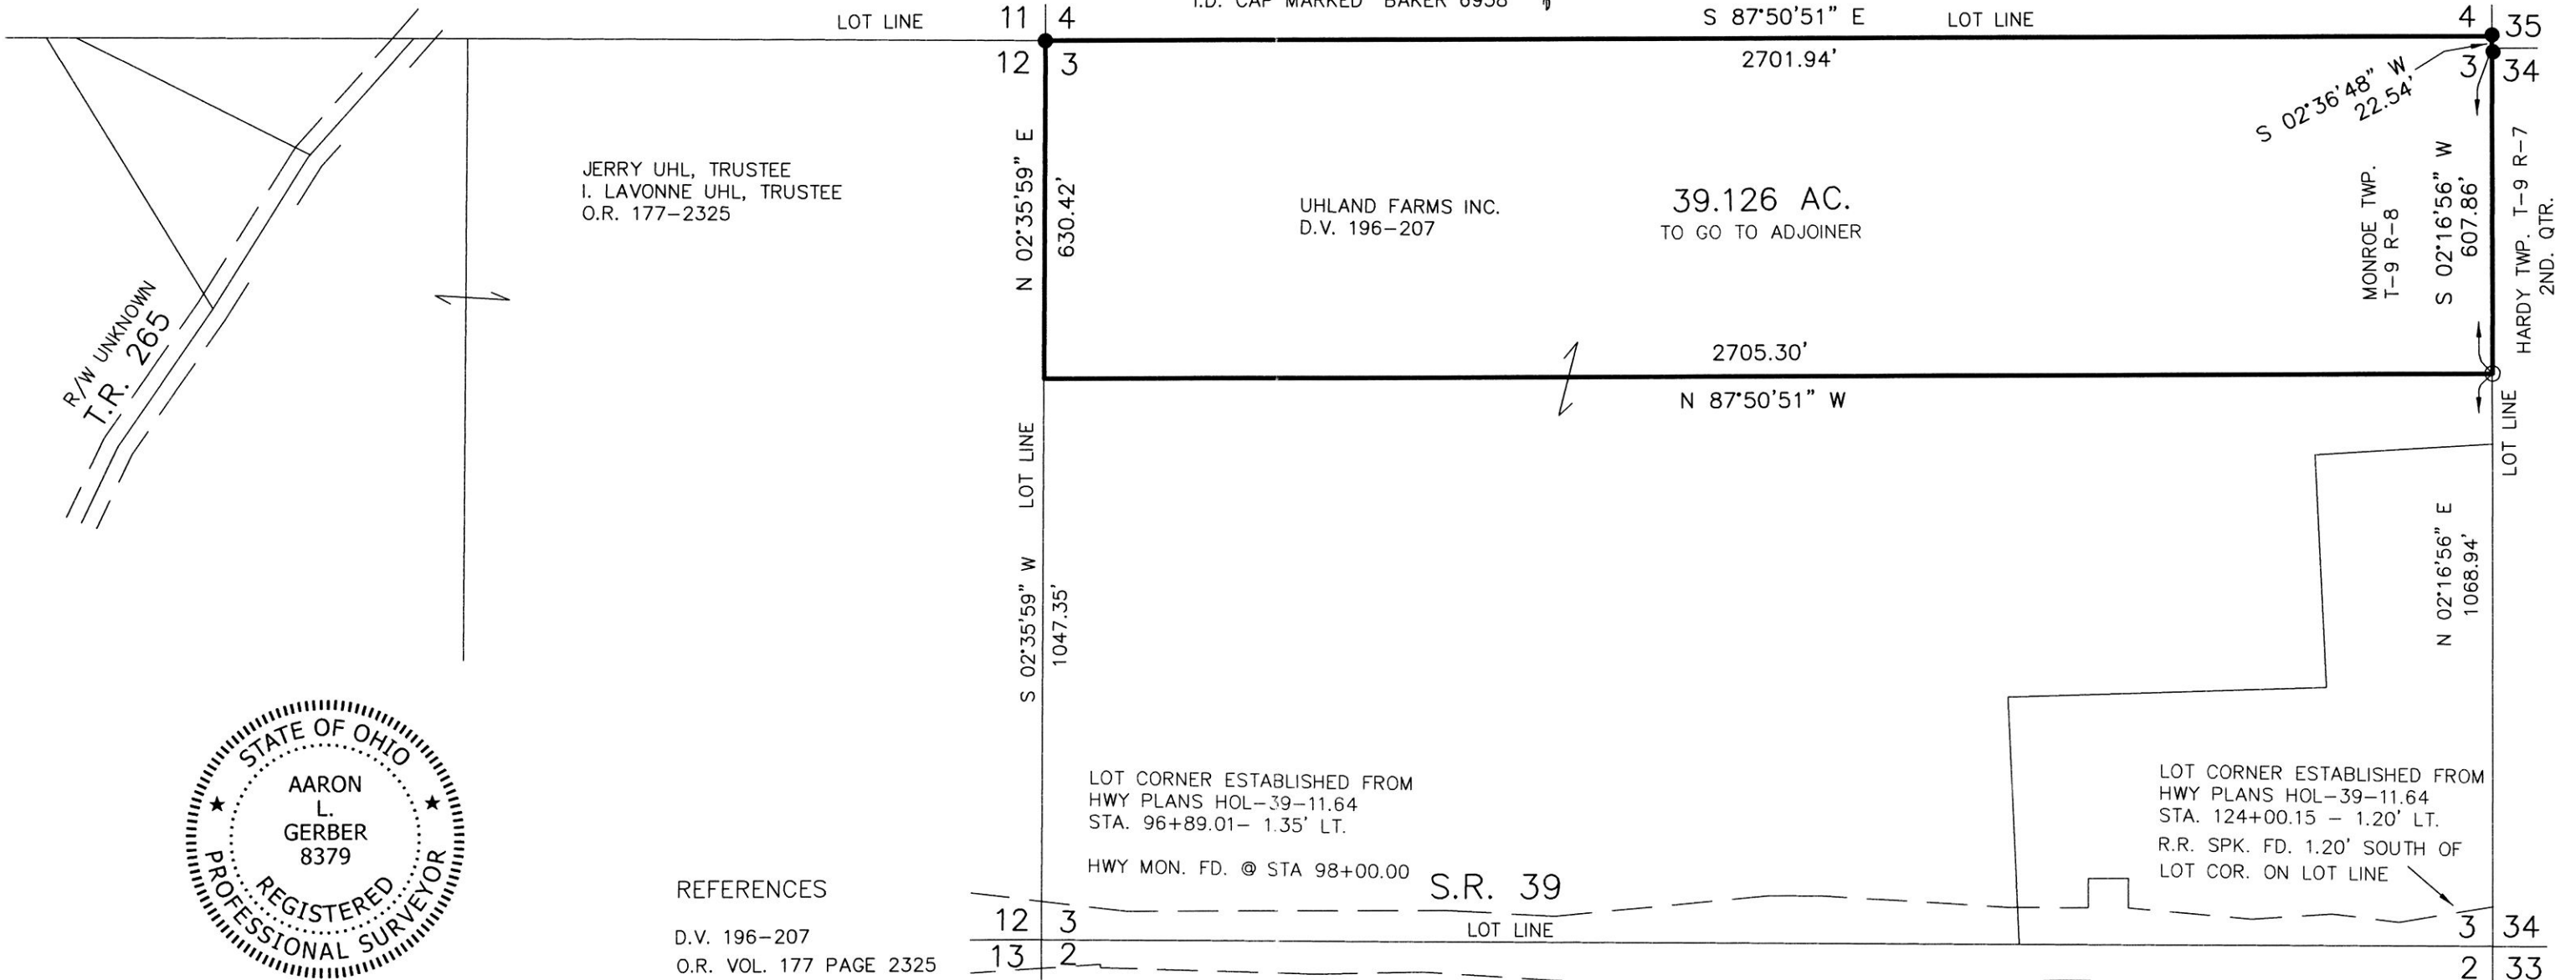 I.D. CAP MARKED "BAKER 6938"
LOT LINE
11 4
S 87°50'51" E
LOT LINE
4 35
12 3
2701.94'
3 34
S 02°36'48" W
22.54'
JERRY UHL, TRUSTEE
I. LAVONNE UHL, TRUSTEE
O.R. 177-2325
N 02°35'59" E
630.42'
UHLAND FARMS INC.
D.V. 196-207
39.126 AC.
TO GO TO ADJOINER
MONROE TWP.
T-9 R-8
S 02°16'56" W
607.86'
HARDY TWP. T-9 R-7
2ND. QTR.
R/W UNKNOWN
T.R. 265
2705.30'
N 87°50'51" W
LOT LINE
LOT LINE
S 02°35'59" W
1047.35'
N 02°16'56" E
1068.94'
STATE OF OHIO
AARON
L.
GERBER
8379
REGISTERED
PROFESSIONAL SURVEYOR
LOT CORNER ESTABLISHED FROM
HWY PLANS HOL-39-11.64
STA. 96+89.01- 1.35' LT.
HWY MON. FD. @ STA 98+00.00
LOT CORNER ESTABLISHED FROM
HWY PLANS HOL-39-11.64
STA. 124+00.15 - 1.20' LT.
R.R. SPK. FD. 1.20' SOUTH OF
LOT COR. ON LOT LINE
S.R. 39
REFERENCES
D.V. 196-207
O.R. VOL. 177 PAGE 2325
12 3
LOT LINE
3 34
13 2
2 33